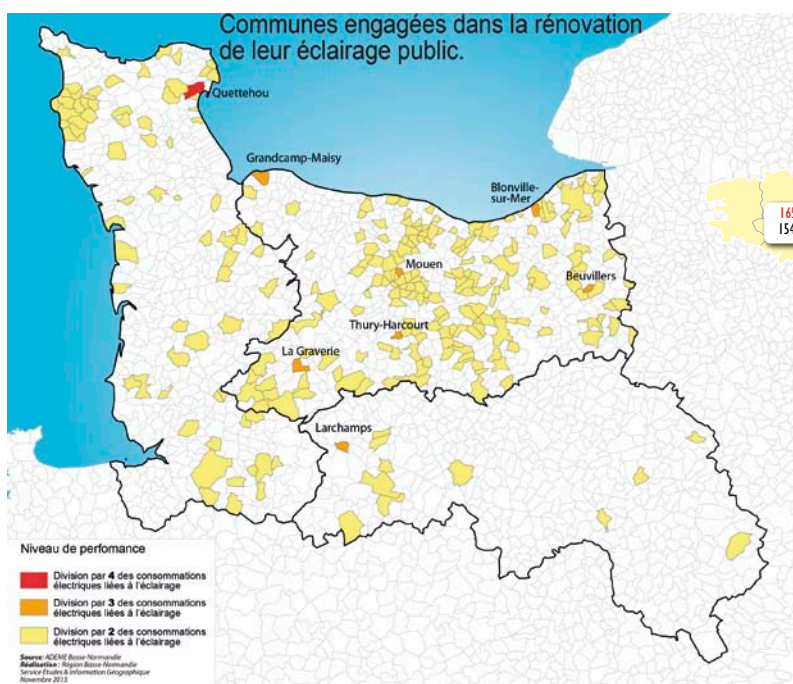 Communes engagées dans la rénovation
de leur éclairage public.
Quettehou
Grandcamp-Maisy
Blonville-
sur-Mer
165
154
Mouen
Beuvillers
Thury-Harcourt
La Graverie
Larchamps
Niveau de perfomance
Division par 4 des consommations
électriques liées à l'éclairage
Division par 3 des consommations
électriques liées à l'éclairage
Division par 2 des consommations
électriques liées à l'éclairage
Source: ADEME Basse-Normandie
Réalisation : Région Basse-Normandie
Service Etudes & Information Géographique
Novembre 2013